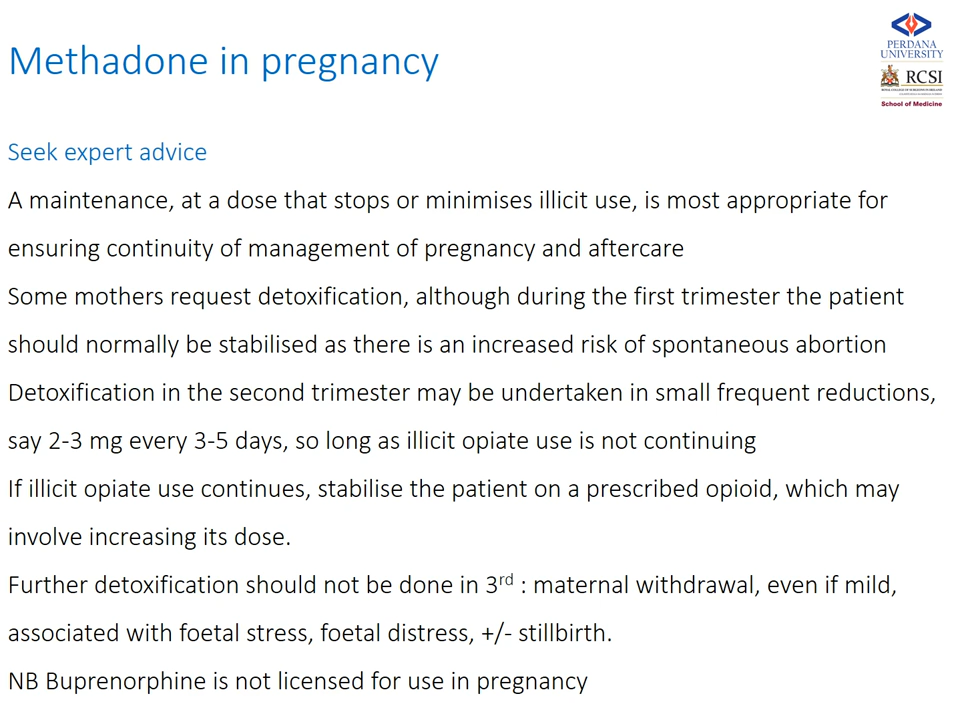 Methadone in pregnancy
PERDANA
UNIVERSITY
RCSI
School of Medicine
Seek expert advice
A maintenance, at a dose that stops or minimises illicit use, is most appropriate for
ensuring continuity of management of pregnancy and aftercare
Some mothers request detoxification, although during the first trimester the patient
should normally be stabilised as there is an increased risk of spontaneous abortion
Detoxification in the second trimester may be undertaken in small frequent reductions,
say 2-3 mg every 3-5 days, so long as illicit opiate use is not continuing
If illicit opiate use continues, stabilise the patient on a prescribed opioid, which may
involve increasing its dose.
Further detoxification should not be done in 3rd : maternal withdrawal, even if mild,
associated with foetal stress, foetal distress, +/- stillbirth.
NB Buprenorphine is not licensed for use in pregnancy